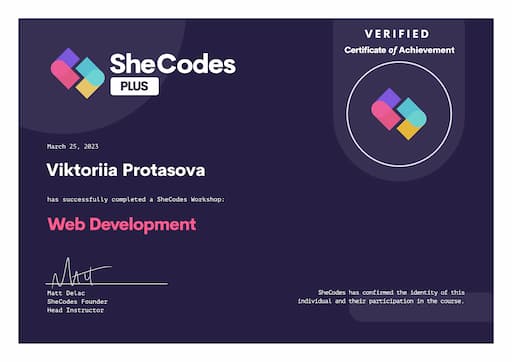 SheCodes
PLUS
VERIFIED
Certificate of Achievement
March 25, 2023
Viktoriia Protasova
has successfully completed a SheCodes Workshop:
Web Development
Matt
Matt Delac
SheCodes Founder
Head Instructor
SheCodes has confirmed the identity of this
individual and their participation in the course.